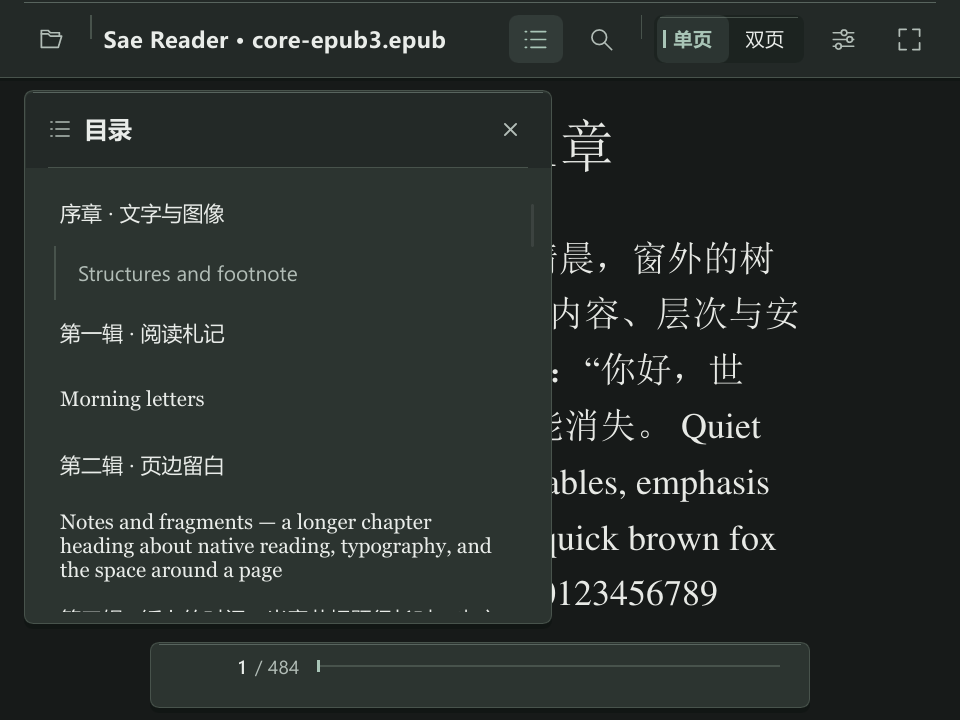 Sae Reader • core-epub3.epub
单页
双页
目录
序章 · 文字与图像
Structures and footnote
第一辑 · 阅读札记
Morning letters
第二辑 · 页边留白
Notes and fragments — a longer chapter
heading about native reading, typography, and
the space around a page
章
晨，窗外的树
内容、层次与安
：“你好，世
消失。 Quiet
ables, emphasis
quick brown fox
0123456789
1 / 484